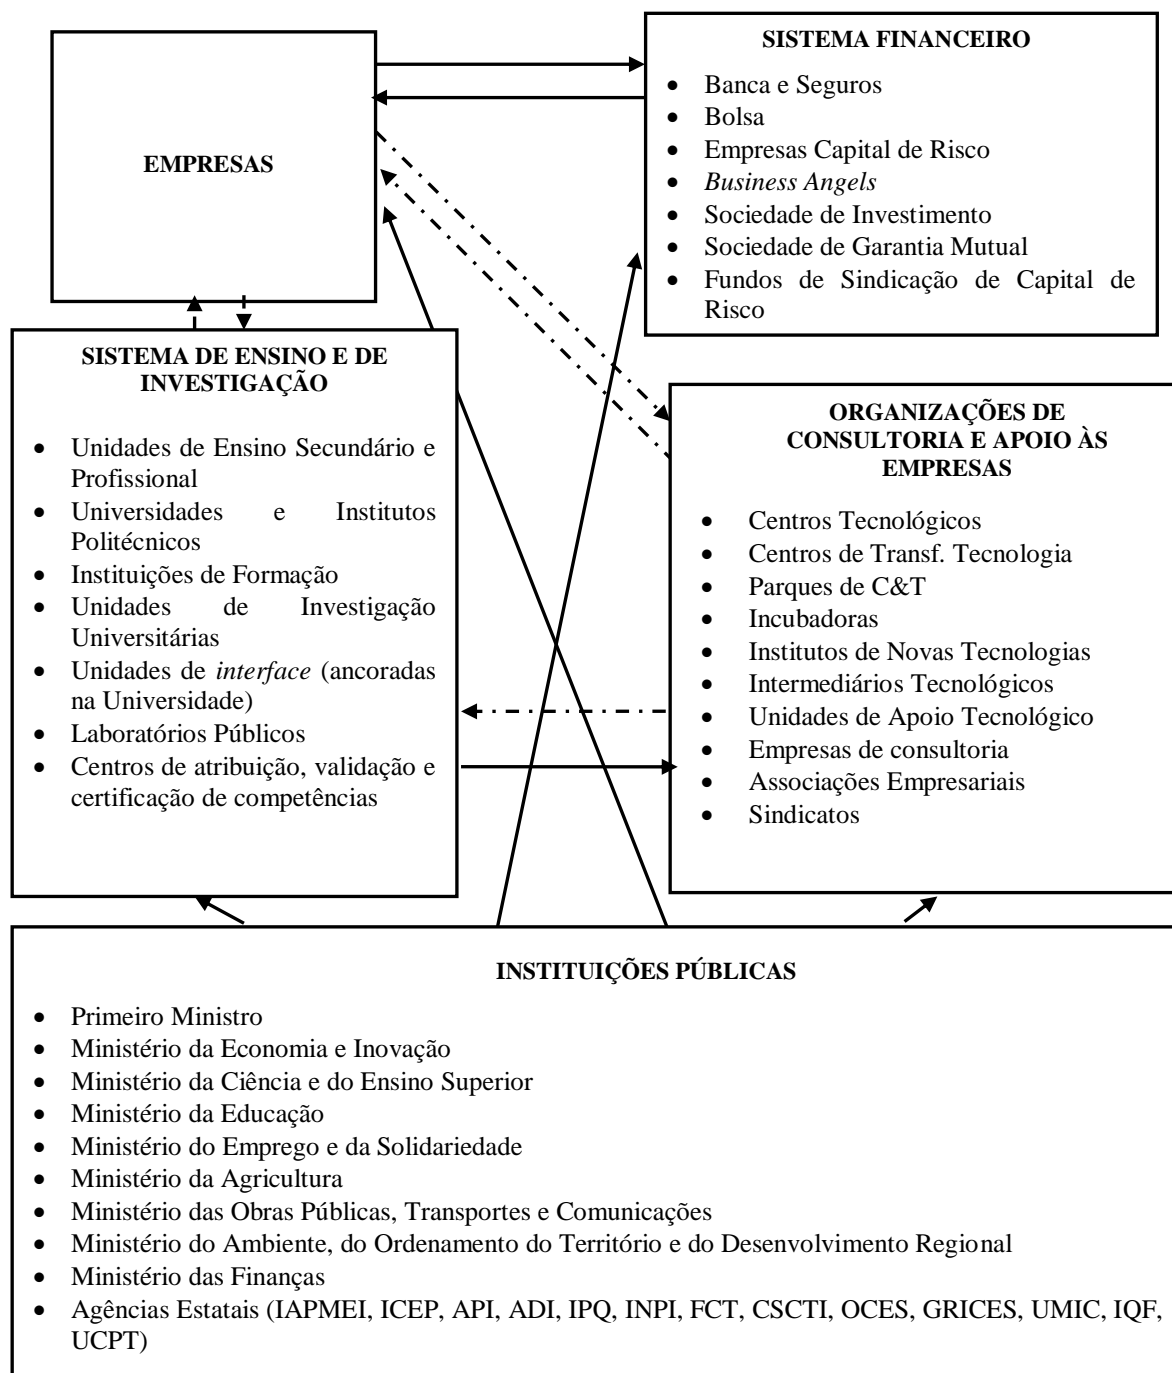 EMPRESAS
SISTEMA FINANCEIRO
• Banca e Seguros
• Bolsa
• Empresas Capital de Risco
• Business Angels
• Sociedade de Investimento
• Sociedade de Garantia Mutual
• Fundos de Sindicação de Capital de
Risco
SISTEMA DE ENSINO E DE
INVESTIGAÇÃO
• Unidades de Ensino Secundário e
Profissional
• Universidades e Institutos
Politécnicos
• Instituições de Formação
• Unidades de Investigação
Universitárias
• Unidades de interface (ancoradas
na Universidade)
• Laboratórios Públicos
• Centros de atribuição, validação e
certificação de competências
ORGANIZAÇÕES DE
CONSULTORIA E APOIO ÀS
EMPRESAS
• Centros Tecnológicos
• Centros de Transf. Tecnologia
• Parques de C&T
• Incubadoras
• Institutos de Novas Tecnologias
• Intermediários Tecnológicos
• Unidades de Apoio Tecnológico
• Empresas de consultoria
• Associações Empresariais
• Sindicatos
INSTITUIÇÕES PÚBLICAS
• Primeiro Ministro
• Ministério da Economia e Inovação
• Ministério da Ciência e do Ensino Superior
• Ministério da Educação
• Ministério do Emprego e da Solidariedade
• Ministério da Agricultura
• Ministério das Obras Públicas, Transportes e Comunicações
• Ministério do Ambiente, do Ordenamento do Território e do Desenvolvimento Regional
• Ministério das Finanças
• Agências Estatais (IAPMEI, ICEP, API, ADI, IPQ, INPI, FCT, CSCTI, OCES, GRICES, UMIC, IQF,
UCPT)